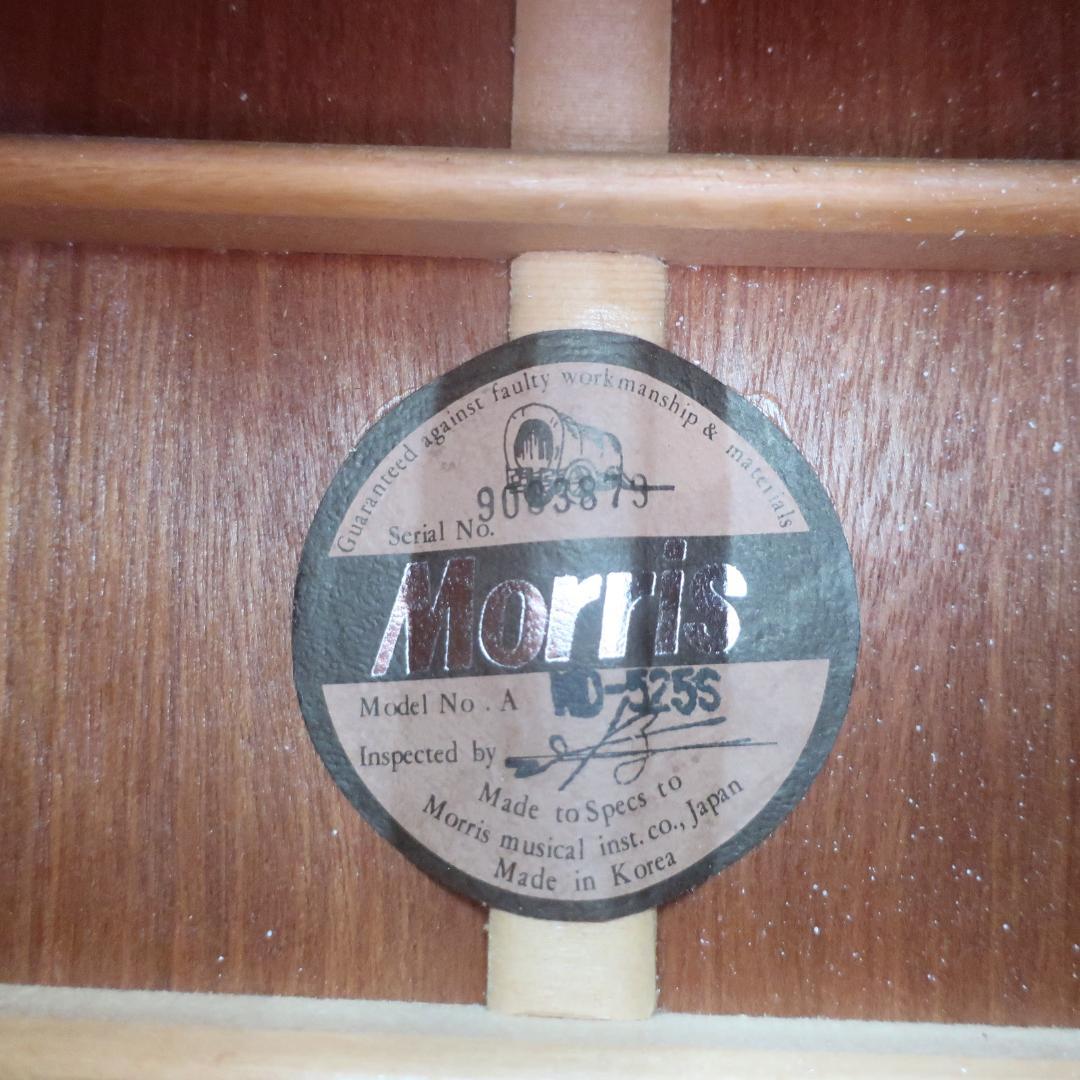 Guaranteed against faulty workmanship & materials
Serial No.
Morris
Model No. A -525S
Inspected by
Made to Specs to
Morris musical inst. co., Japan
Made in Korea